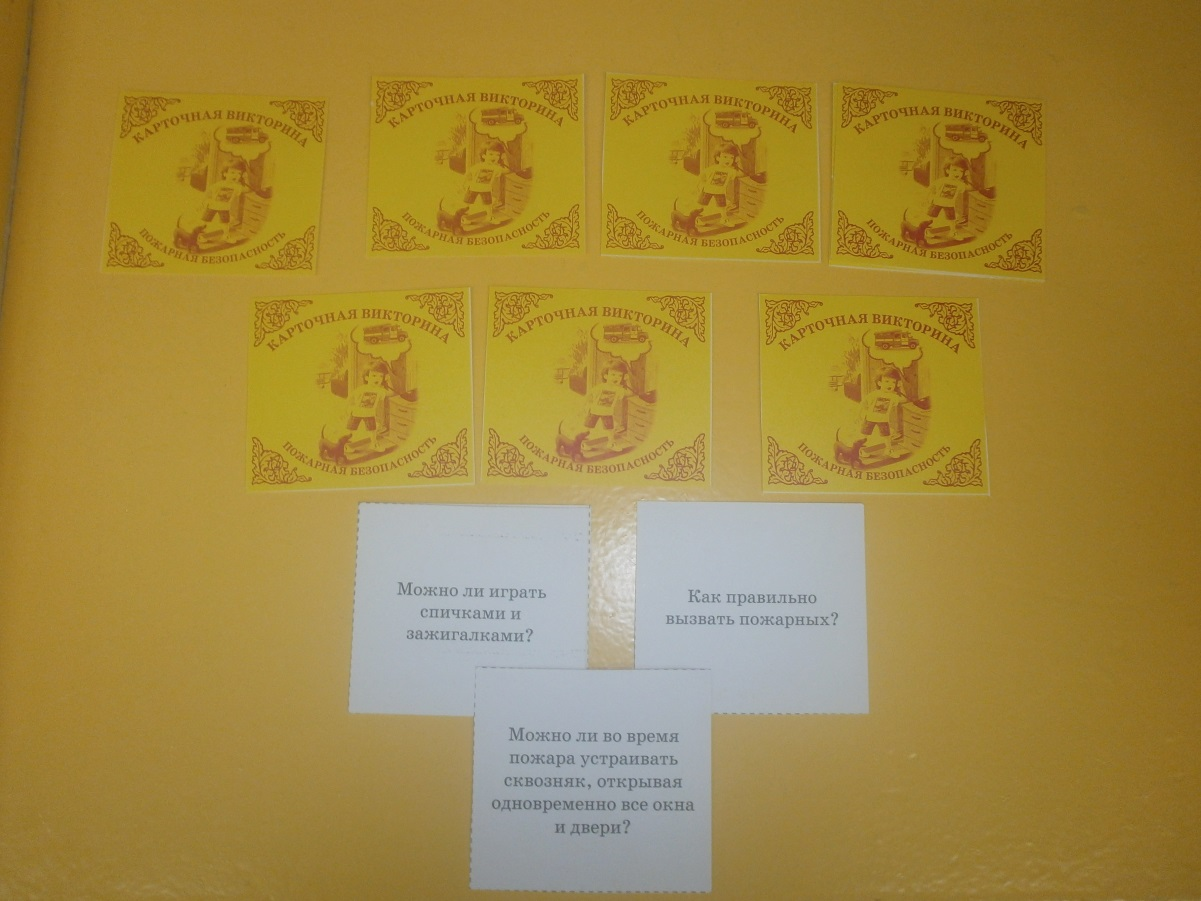 КАРТОЧНАЯ ВИКТОРИНА
ПОЖАРНАЯ БЕЗОПАСНОСТЬ
КАРТОЧНАЯ ВИКТОРИНА
ПОЖАРНАЯ БЕЗОПАСНОСТЬ
КАРТОЧНАЯ ВИКТОРИНА
ПОЖАРНАЯ БЕЗОПАСНОСТЬ
КАРТОЧНАЯ ВИКТОРИНА
ПОЖАРНАЯ БЕЗОПАСНОСТЬ
КАРТОЧНАЯ ВИКТОРИНА
ПОЖАРНАЯ БЕЗОПАСНОСТЬ
КАРТОЧНАЯ ВИКТОРИНА
ПОЖАРНАЯ БЕЗОПАСНОСТЬ
КАРТОЧНАЯ ВИКТОРИНА
ПОЖАРНАЯ БЕЗОПАСНОСТЬ
Можно ли играть
спичками и
зажигалками?
Как правильно
вызвать пожарных?
Можно ли во время
пожара устраивать
сквозняк, открывая
одновременно все окна
и двери?